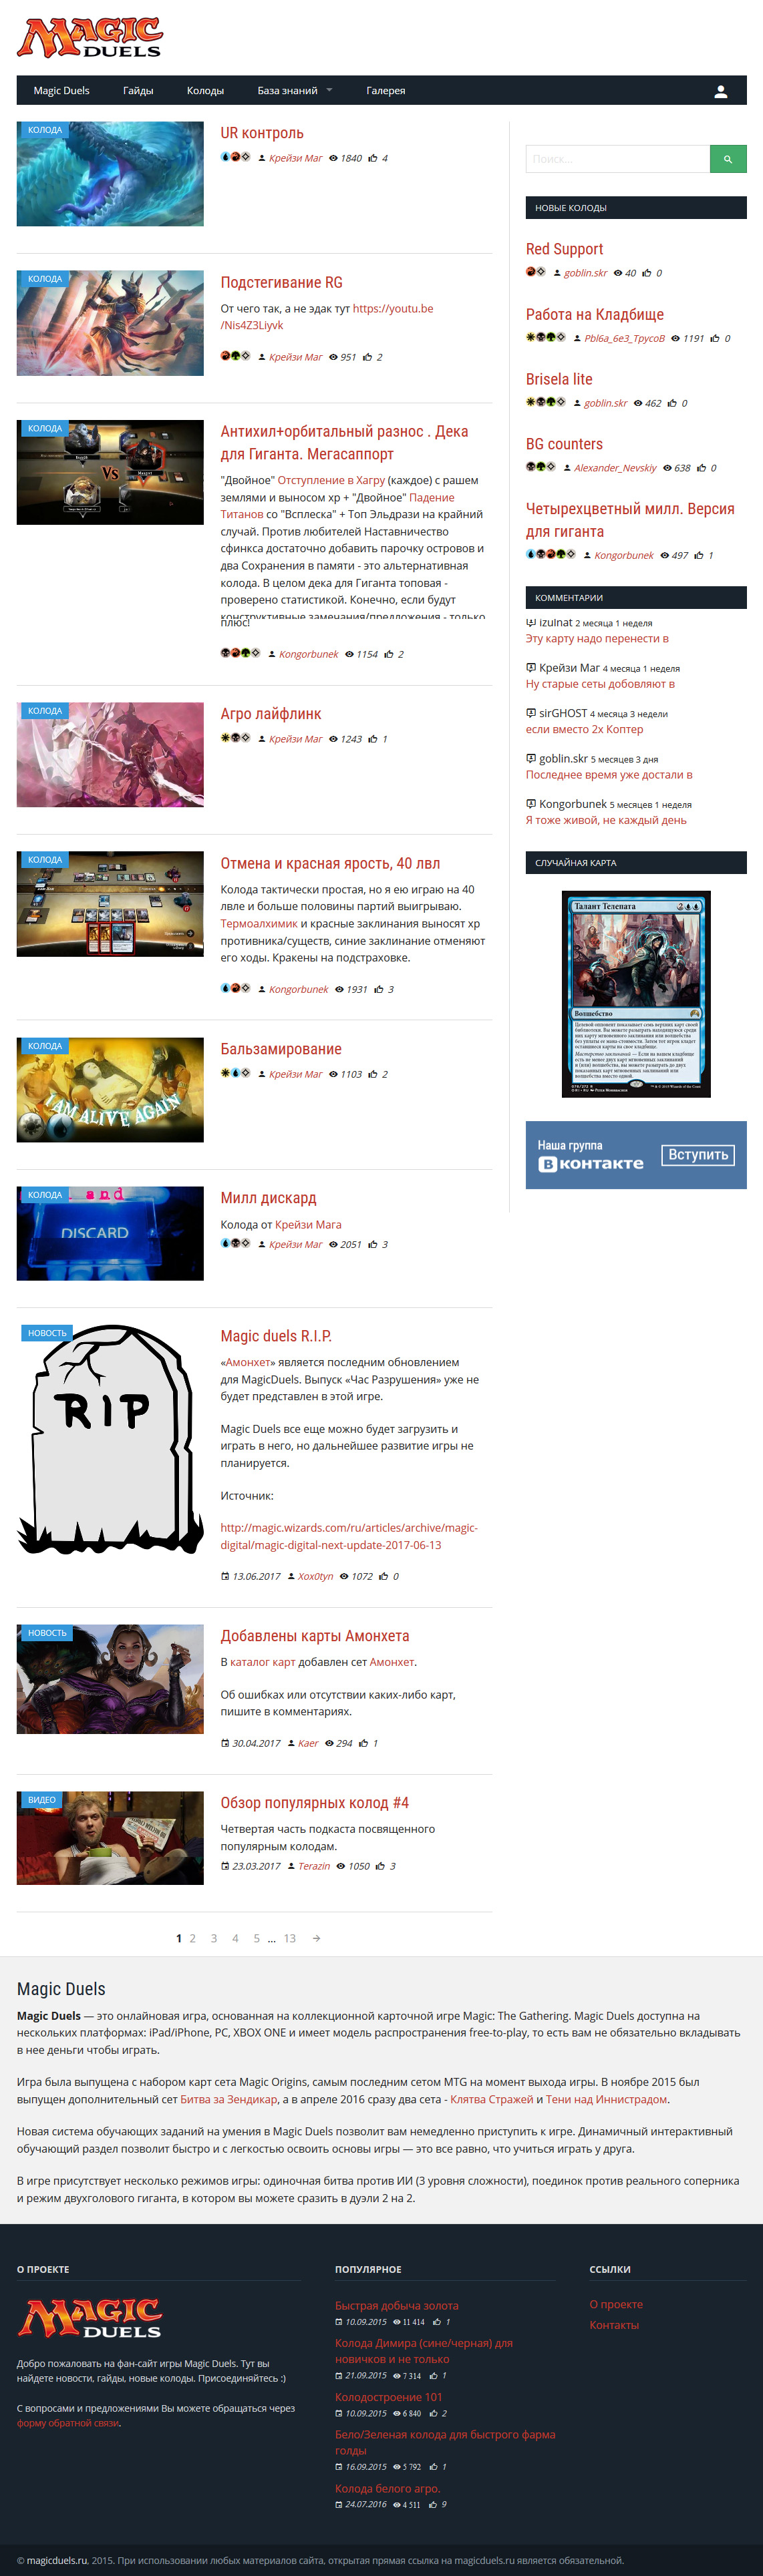 MAGIC
DUELS
Magic Duels
Гайды
Колоды
База знаний
Галерея
КОЛОДА
UR контроль
Крейзи Маг 1840 4
КОЛОДА
Подстегивание RG
От чего так, а не эдак тут https://youtu.be
/Nis4Z3Liyvk
Крейзи Маг 951 2
КОЛОДА
Vs
Антихил+орбитальный разнос . Дека
для Гиганта. Мегасаппорт
"Двойное" Отступление в Хагру (каждое) с рашем
землями и выносом хр + "Двойное" Падение
Титанов со "Всплеска" + Топ Эльдрази на крайний
случай. Против любителей Наставничество
сфинкса достаточно добавить парочку островов и
два Сохранения в памяти - это альтернативная
колода. В целом дека для Гиганта топовая -
проверено статистикой. Конечно, если будут
конструктивные замечания/предложения - только
плюс!
Kongorbunek 1154 2
КОЛОДА
Агро лайфлинк
Крейзи Маг 1243 1
КОЛОДА
Отмена и красная ярость, 40 лвл
Колода тактически простая, но я ею играю на 40
лвле и больше половины партий выигрываю.
Термоалхимик и красные заклинания выносят хр
противника/существ, синие заклинание отменяют
его ходы. Кракены на подстраховке.
Kongorbunek 1931 3
КОЛОДА
I AM ALIVE AGAIN
Бальзамирование
Крейзи Маг 1103 2
КОЛОДА
and
DISCARD
Милл дискард
Колода от Крейзи Мага
Крейзи Маг 2051 3
НОВОСТЬ
RIP
Magic duels R.I.P.
«Амонхет» является последним обновлением
для MagicDuels. Выпуск «Час Разрушения» уже не
будет представлен в этой игре.
Magic Duels все еще можно будет загрузить и
играть в него, но дальнейшее развитие игры не
планируется.
Источник:
http://magic.wizards.com/ru/articles/archive/magic-
digital/magic-digital-next-update-2017-06-13
13.06.2017 Xox0tyn 1072 0
НОВОСТЬ
Добавлены карты Амонхета
В каталог карт добавлен сет Амонхет.
Об ошибках или отсутствии каких-либо карт,
пишите в комментариях.
30.04.2017 Kaer 294 1
ВИДЕО
Обзор популярных колод #4
Четвертая часть подкаста посвященного
популярным колодам.
23.03.2017 Terazin 1050 3
1 2 3 4 5 ... 13
Поиск...
НОВЫЕ КОЛОДЫ
Red Support
goblin.skr 40 0
Работа на Кладбище
Pbl6a_6e3_TpycoB 1191 0
Brisela lite
goblin.skr 462 0
BG counters
Alexander_Nevskiy 638 0
Четырехцветный милл. Версия
для гиганта
Kongorbunek 497 1
КОММЕНТАРИИ
izuInat 2 месяца 1 неделя
Эту карту надо перенести в
Крейзи Маг 4 месяца 1 неделя
Ну старые сеты добовляют в
sirGHOST 4 месяца 3 недели
если вместо 2х Коптер
goblin.skr 5 месяцев 3 дня
Последнее время уже достали в
Kongorbunek 5 месяцев 1 неделя
Я тоже живой, не каждый день
СЛУЧАЙНАЯ КАРТА
Талант Телепата
Волшебство
Наша группа
контакте
Вступить
Magic Duels
Magic Duels — это онлайновая игра, основанная на коллекционной карточной игре Magic: The Gathering. Magic Duels доступна на
нескольких платформах: iPad/iPhone, PC, XBOX ONE и имеет модель распространения free-to-play, то есть вам не обязательно вкладывать
в нее деньги чтобы играть.
Игра была выпущена с набором карт сета Magic Origins, самым последним сетом MTG на момент выхода игры. В ноябре 2015 был
выпущен дополнительный сет Битва за Зендикар, а в апреле 2016 сразу два сета - Клятва Стражей и Тени над Иннистрадом.
Новая система обучающих заданий на умения в Magic Duels позволит вам немедленно приступить к игре. Динамичный интерактивный
обучающий раздел позволит быстро и с легкостью освоить основы игры — это все равно, что учиться играть у друга.
В игре присутствует несколько режимов игры: одиночная битва против ИИ (3 уровня сложности), поединок против реального соперника
и режим двухголового гиганта, в котором вы можете сразить в дуэли 2 на 2.
О ПРОЕКТЕ
MAGIC
DUELS
Добро пожаловать на фан-сайт игры Magic Duels. Тут вы
найдете новости, гайды, новые колоды. Присоединяйтесь :)
С вопросами и предложениями Вы можете обращаться через
форму обратной связи.
ПОПУЛЯРНОЕ
Быстрая добыча золота
10.09.2015 11 414 1
Колода Димира (сине/черная) для
новичков и не только
21.09.2015 7 314 1
Колодостроение 101
10.09.2015 6 840 2
Бело/Зеленая колода для быстрого фарма
голды
16.09.2015 5 792 1
Колода белого агро.
24.07.2016 4 511 9
ССЫЛКИ
О проекте
Контакты
© magicduels.ru, 2015. При использовании любых материалов сайта, открытая прямая ссылка на magicduels.ru является обязательной.